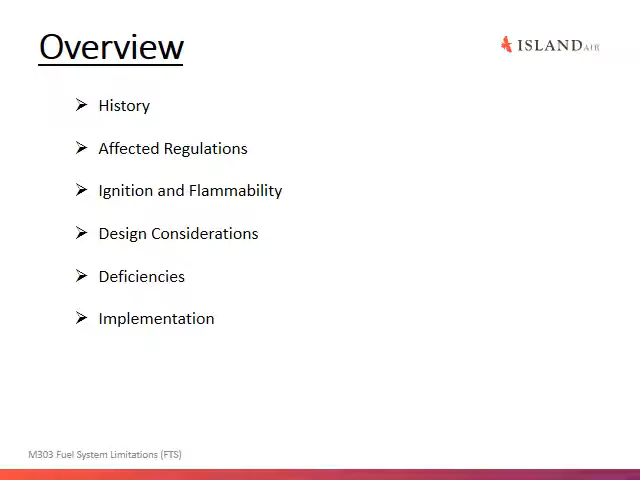 Overview
ISLAND AIR
➢ History
➢ Affected Regulations
➢ Ignition and Flammability
➢ Design Considerations
➢ Deficiencies
➢ Implementation
M303 Fuel System Limitations (FTS)